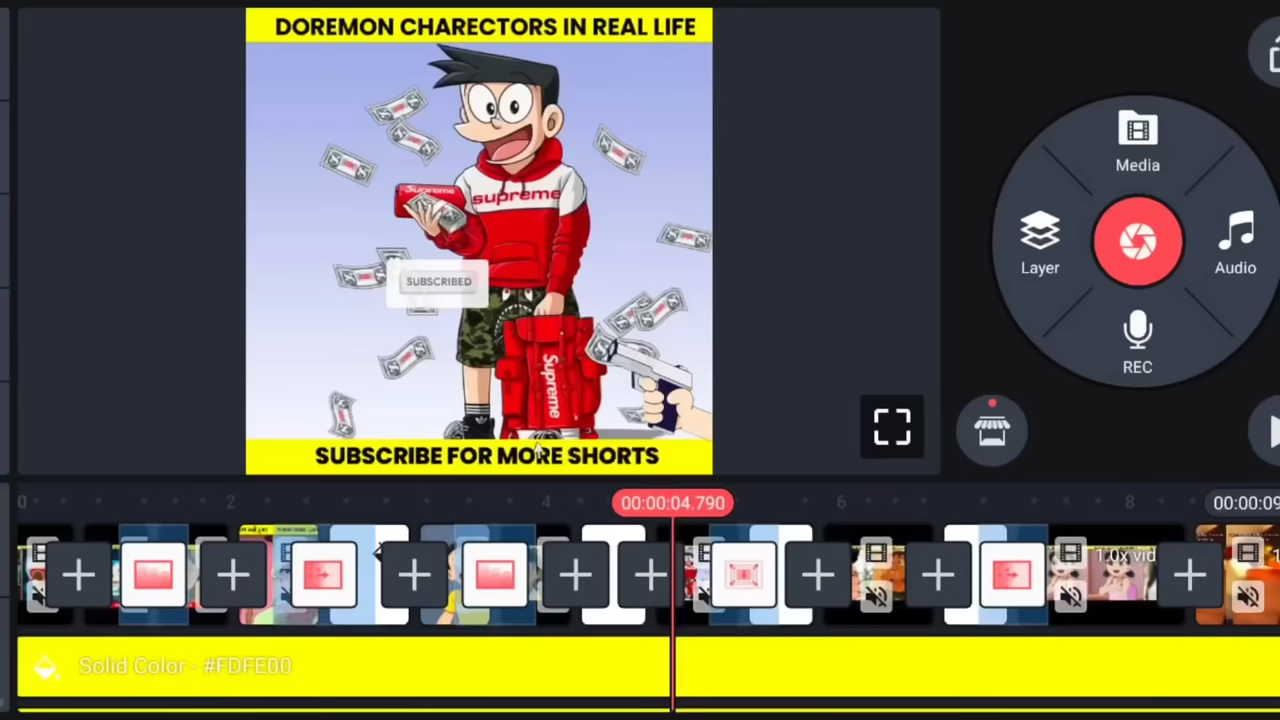 DOREMON CHARECTORS IN REAL LIFE
Supreme
supreme
SUBSCRIBED
Supreme
SUBSCRIBE FOR MORE SHORTS
Media
Layer
Audio
REC
0 2 4 00:00:04.790 6 8 00:00:09
1.0x vid
1
Solid Color - #FDFE00